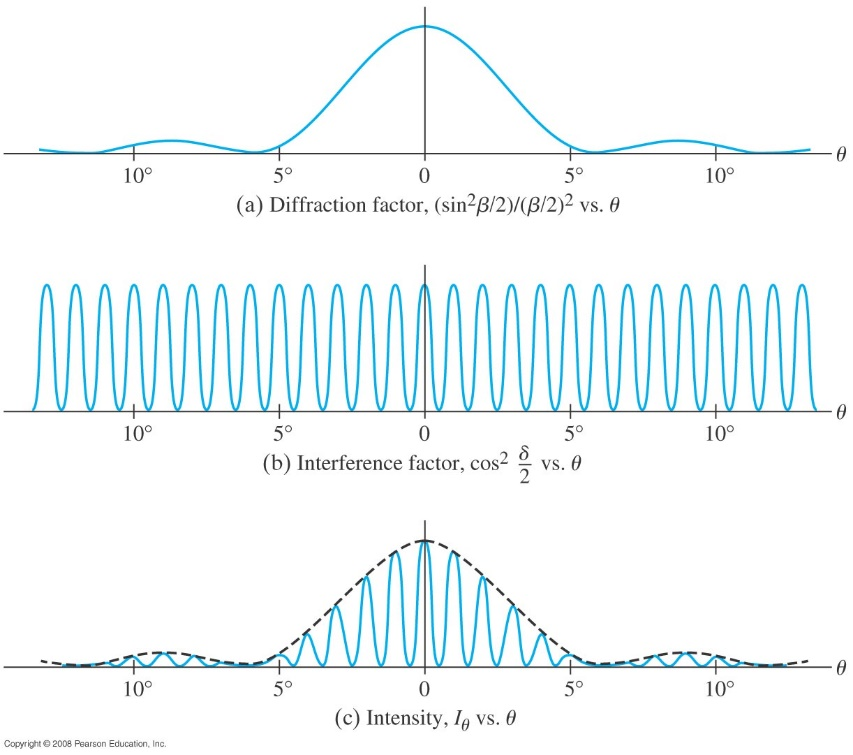 θ
10° 5° 0 5° 10°
(a) Diffraction factor, (sin²β/2)/(β/2)² vs. θ
θ
10° 5° 0 5° 10°
(b) Interference factor, cos² δ/2 vs. θ
θ
10° 5° 0 5° 10°
(c) Intensity, I_θ vs. θ
Copyright © 2008 Pearson Education, Inc.